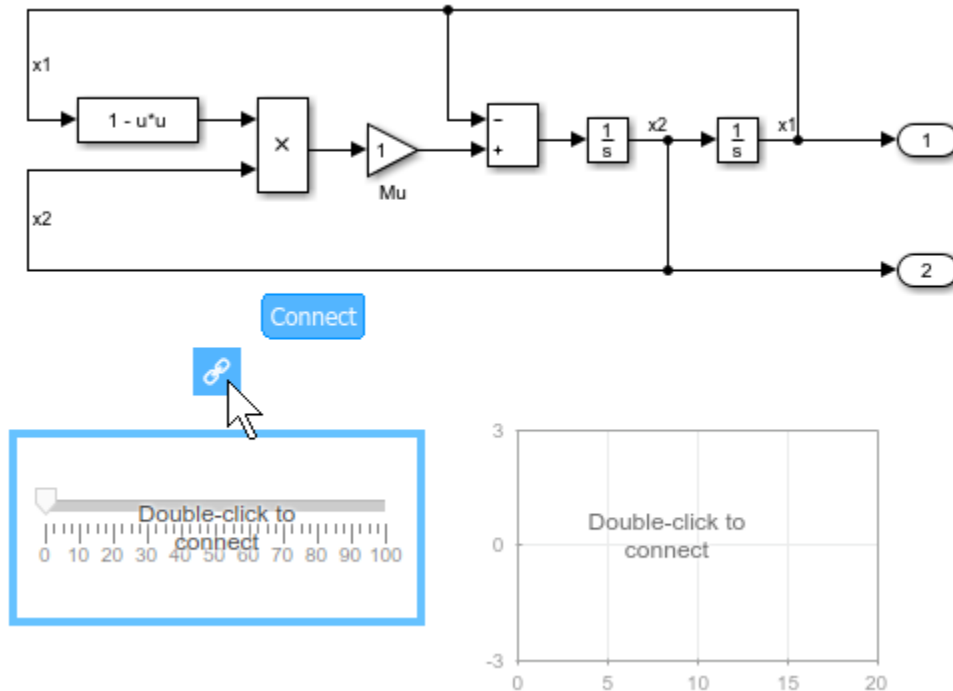 x1
1 - u*u
×
1
Mu
−
+
1
s
x2
1
s
x1
1
x2
2
Connect
Double-click to
connect
0 10 20 30 40 50 60 70 80 90 100
3
Double-click to
connect
0
-3
0 5 10 15 20